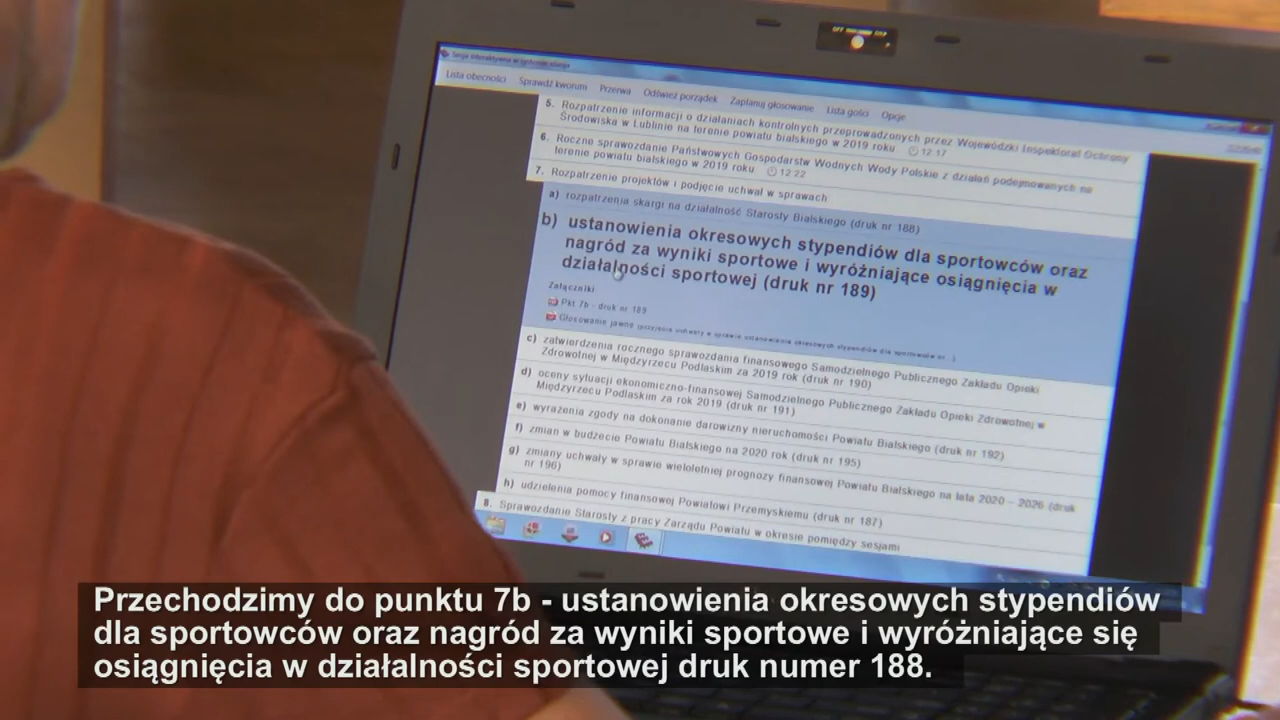 Sesja interaktywna w systemie eSesja
Lista obecności Sprawdź kworum Przerwa Odśwież porządek Zaplanuj głosowanie Lista gości Opcje
5. Rozpatrzenie informacji o działaniach kontrolnych przeprowadzonych przez Wojewódzki Inspektorat Ochrony
Środowiska w Lublinie na terenie powiatu bialskiego w 2019 roku 12:17
6. Roczne sprawozdanie Państwowych Gospodarstw Wodnych Wody Polskie z działań podejmowanych na
terenie powiatu bialskiego w 2019 roku 12:22
7. Rozpatrzenie projektów i podjęcie uchwał w sprawach
a) rozpatrzenia skargi na działalność Starosty Bialskiego (druk nr 188)
b) ustanowienia okresowych stypendiów dla sportowców oraz
nagród za wyniki sportowe i wyróżniające osiągnięcia w
działalności sportowej (druk nr 189)
Załączniki
Pkt 7b - druk nr 189
Głosowanie jawne
c) zatwierdzenia rocznego sprawozdania finansowego Samodzielnego Publicznego Zakładu Opieki
Zdrowotnej w Międzyrzecu Podlaskim za 2019 rok (druk nr 190)
d) oceny sytuacji ekonomiczno-finansowej Samodzielnego Publicznego Zakładu Opieki Zdrowotnej w
Międzyrzecu Podlaskim za rok 2019 (druk nr 191)
e) wyrażenia zgody na dokonanie darowizny nieruchomości Powiatu Bialskiego (druk nr 192)
f) zmian w budżecie Powiatu Bialskiego na 2020 rok (druk nr 195)
g) zmiany uchwały w sprawie wieloletniej prognozy finansowej Powiatu Bialskiego na lata 2020 – 2026 (druk
nr 196)
h) udzielenia pomocy finansowej Powiatowi Przemyskiemu (druk nr 187)
8. Sprawozdanie Starosty z pracy Zarządu Powiatu w okresie pomiędzy sesjami
Przechodzimy do punktu 7b - ustanowienia okresowych stypendiów
dla sportowców oraz nagród za wyniki sportowe i wyróżniające się
osiągnięcia w działalności sportowej druk numer 188.